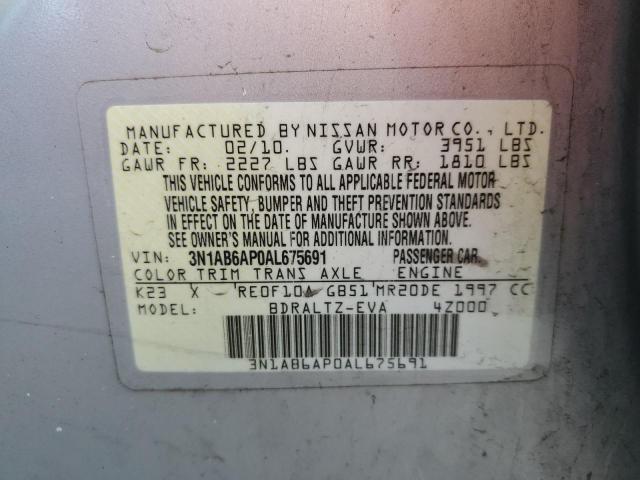 MANUFACTURED BY NISSAN MOTOR CO., LTD.
DATE: 02/10. GVWR: 3951 LBS
GAWR FR: 2227 LBS GAWR RR: 1810 LBS
THIS VEHICLE CONFORMS TO ALL APPLICABLE FEDERAL MOTOR
VEHICLE SAFETY, BUMPER AND THEFT PREVENTION STANDARDS
IN EFFECT ON THE DATE OF MANUFACTURE SHOWN ABOVE.
SEE OWNER'S MANUAL FOR ADDITIONAL INFORMATION.
VIN: 3N1AB6AP0AL675691 PASSENGER CAR.
COLOR TRIM TRANS AXLE ENGINE
K23 X RE0F10A GB51 MR20DE 1997 CC
MODEL: BDRALTZ-EVA 4Z000
3N1AB6AP0AL675691